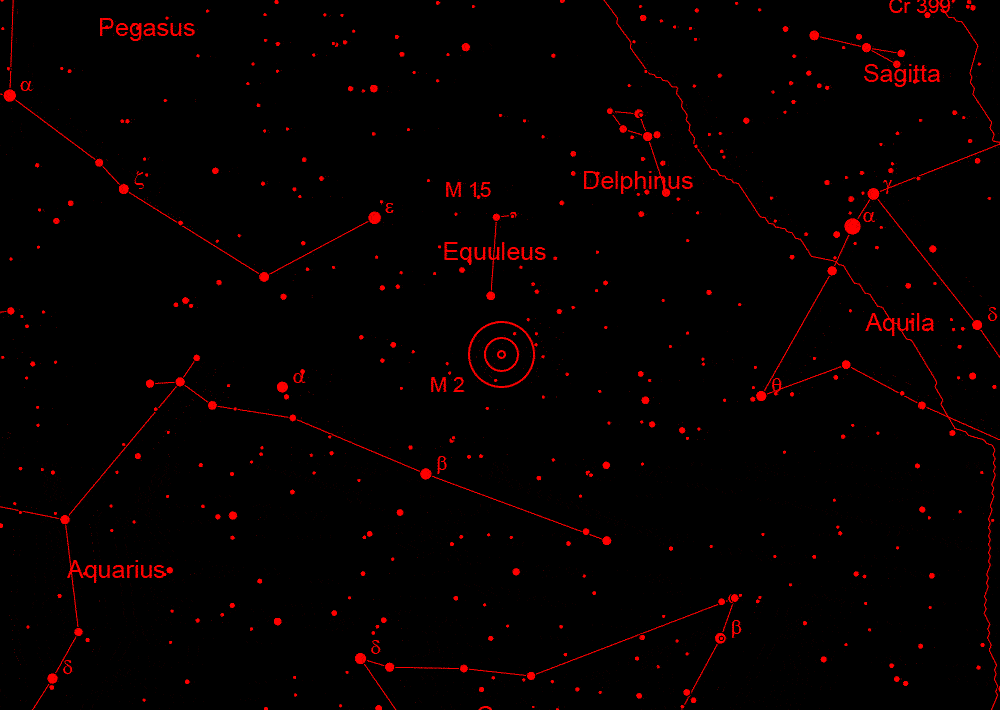 Cr 399
Pegasus
Sagitta
α
ζ
Delphinus
γ
M 15
ε
α
Equuleus
δ
Aquila
α
M 2
θ
β
Aquarius
β
δ
δ